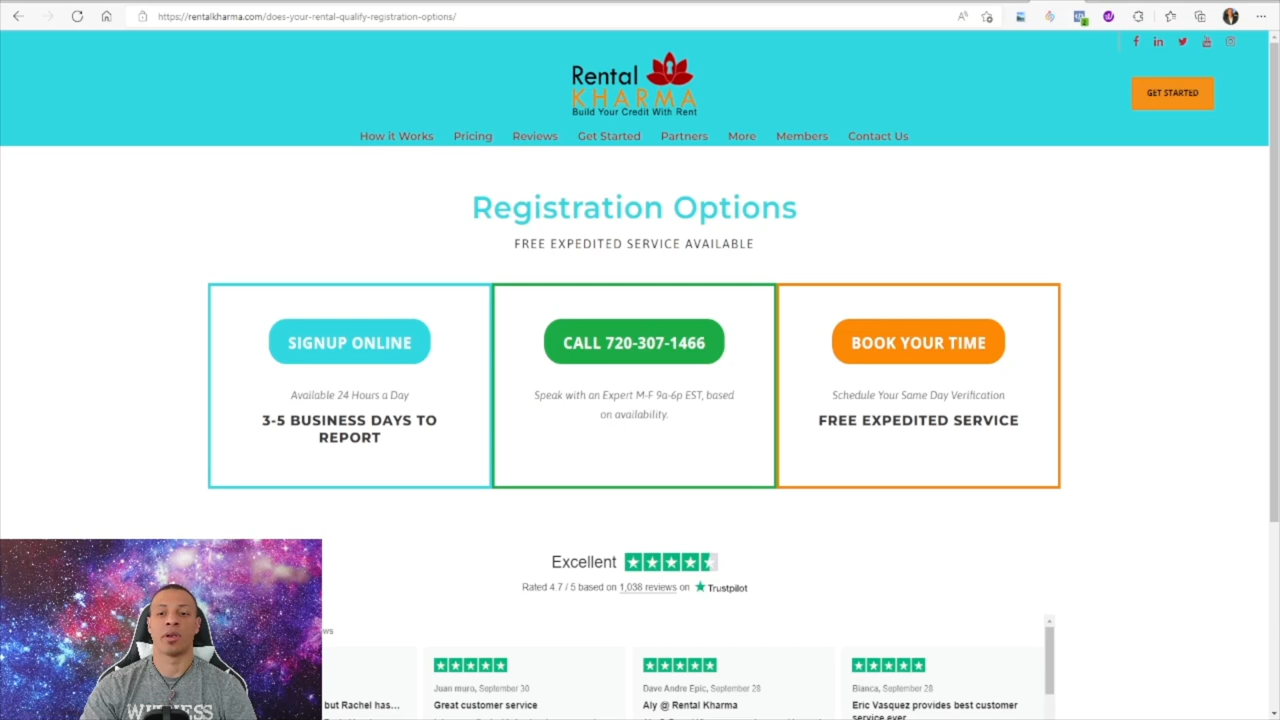 https://rentalkharma.com/does-your-rental-qualify-registration-options/
Rental
KHARMA
Build Your Credit With Rent
GET STARTED
How it Works Pricing Reviews Get Started Partners More Members Contact Us
Registration Options
FREE EXPEDITED SERVICE AVAILABLE
SIGNUP ONLINE
Available 24 Hours a Day
3-5 BUSINESS DAYS TO
REPORT
CALL 720-307-1466
Speak with an Expert M-F 9a-6p EST, based
on availability.
BOOK YOUR TIME
Schedule Your Same Day Verification
FREE EXPEDITED SERVICE
Excellent
Rated 4.7 / 5 based on 1,038 reviews on Trustpilot
Juan muro, September 30
Dave Andre Epic, September 28
Bianca, September 28
but Rachel has...
Great customer service
Aly @ Rental Kharma
Eric Vasquez provides best customer
service ever